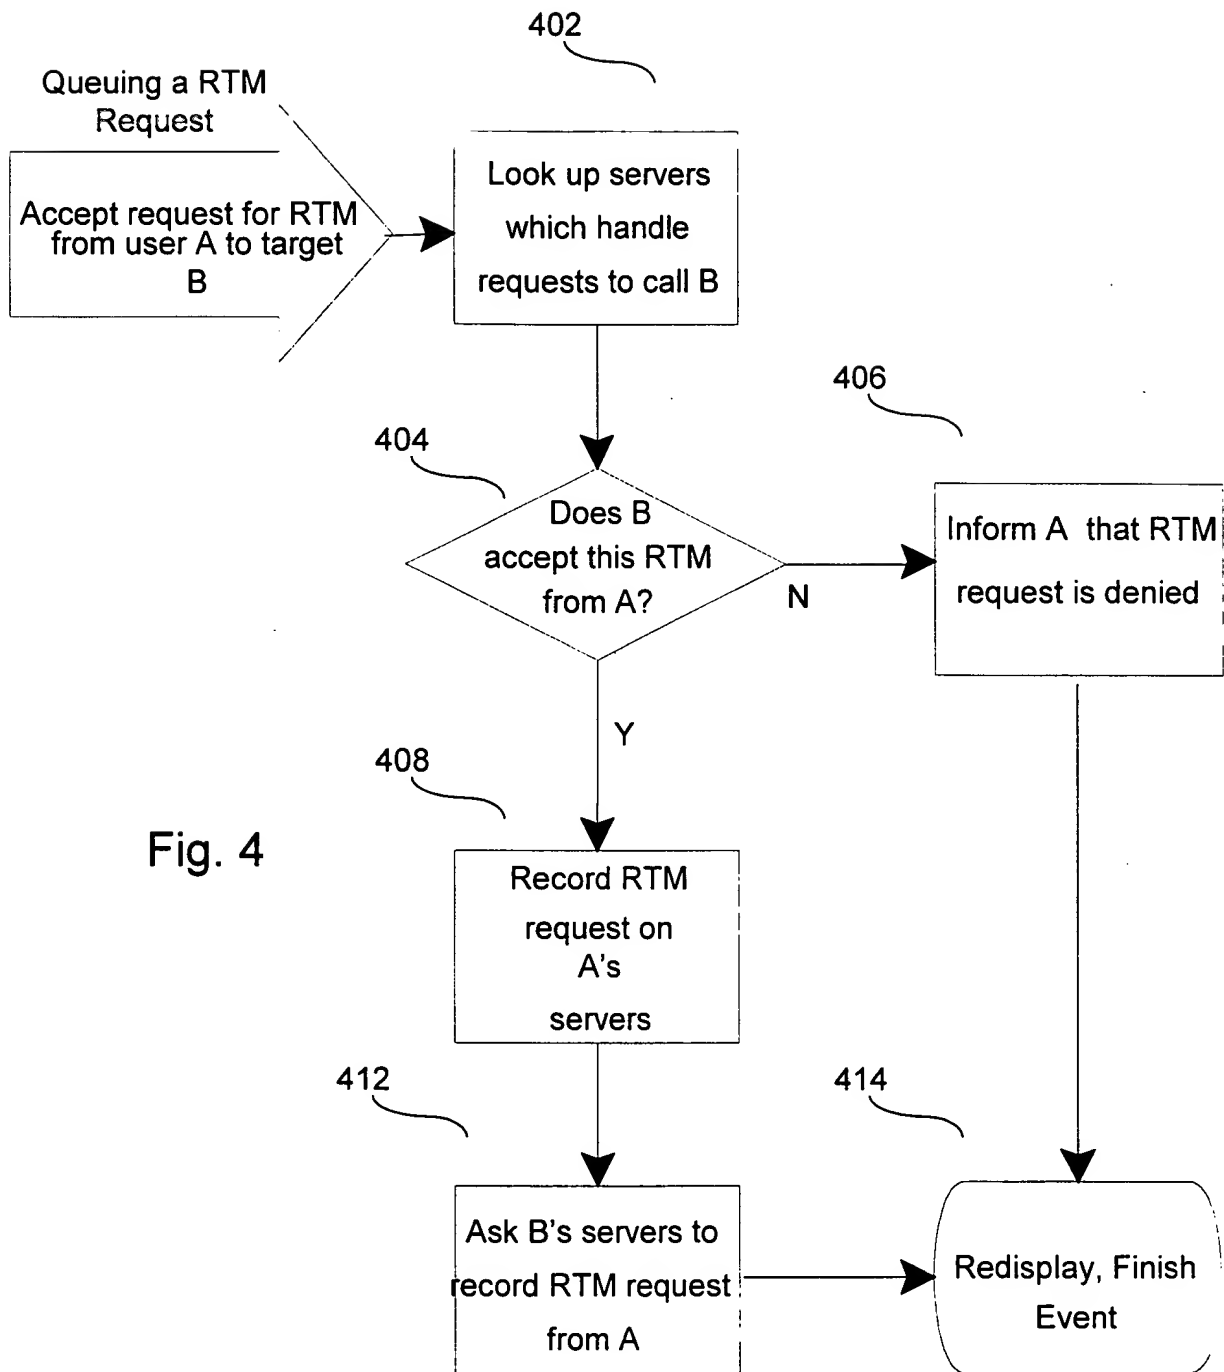 402
Queuing a RTM
Request
Accept request for RTM
from user A to target
B
Look up servers
which handle
requests to call B
406
404
Does B
accept this RTM
from A?
N
Inform A that RTM
request is denied
Y
408
Fig. 4
Record RTM
request on
A's
servers
412
414
Ask B's servers to
record RTM request
from A
Redisplay, Finish
Event